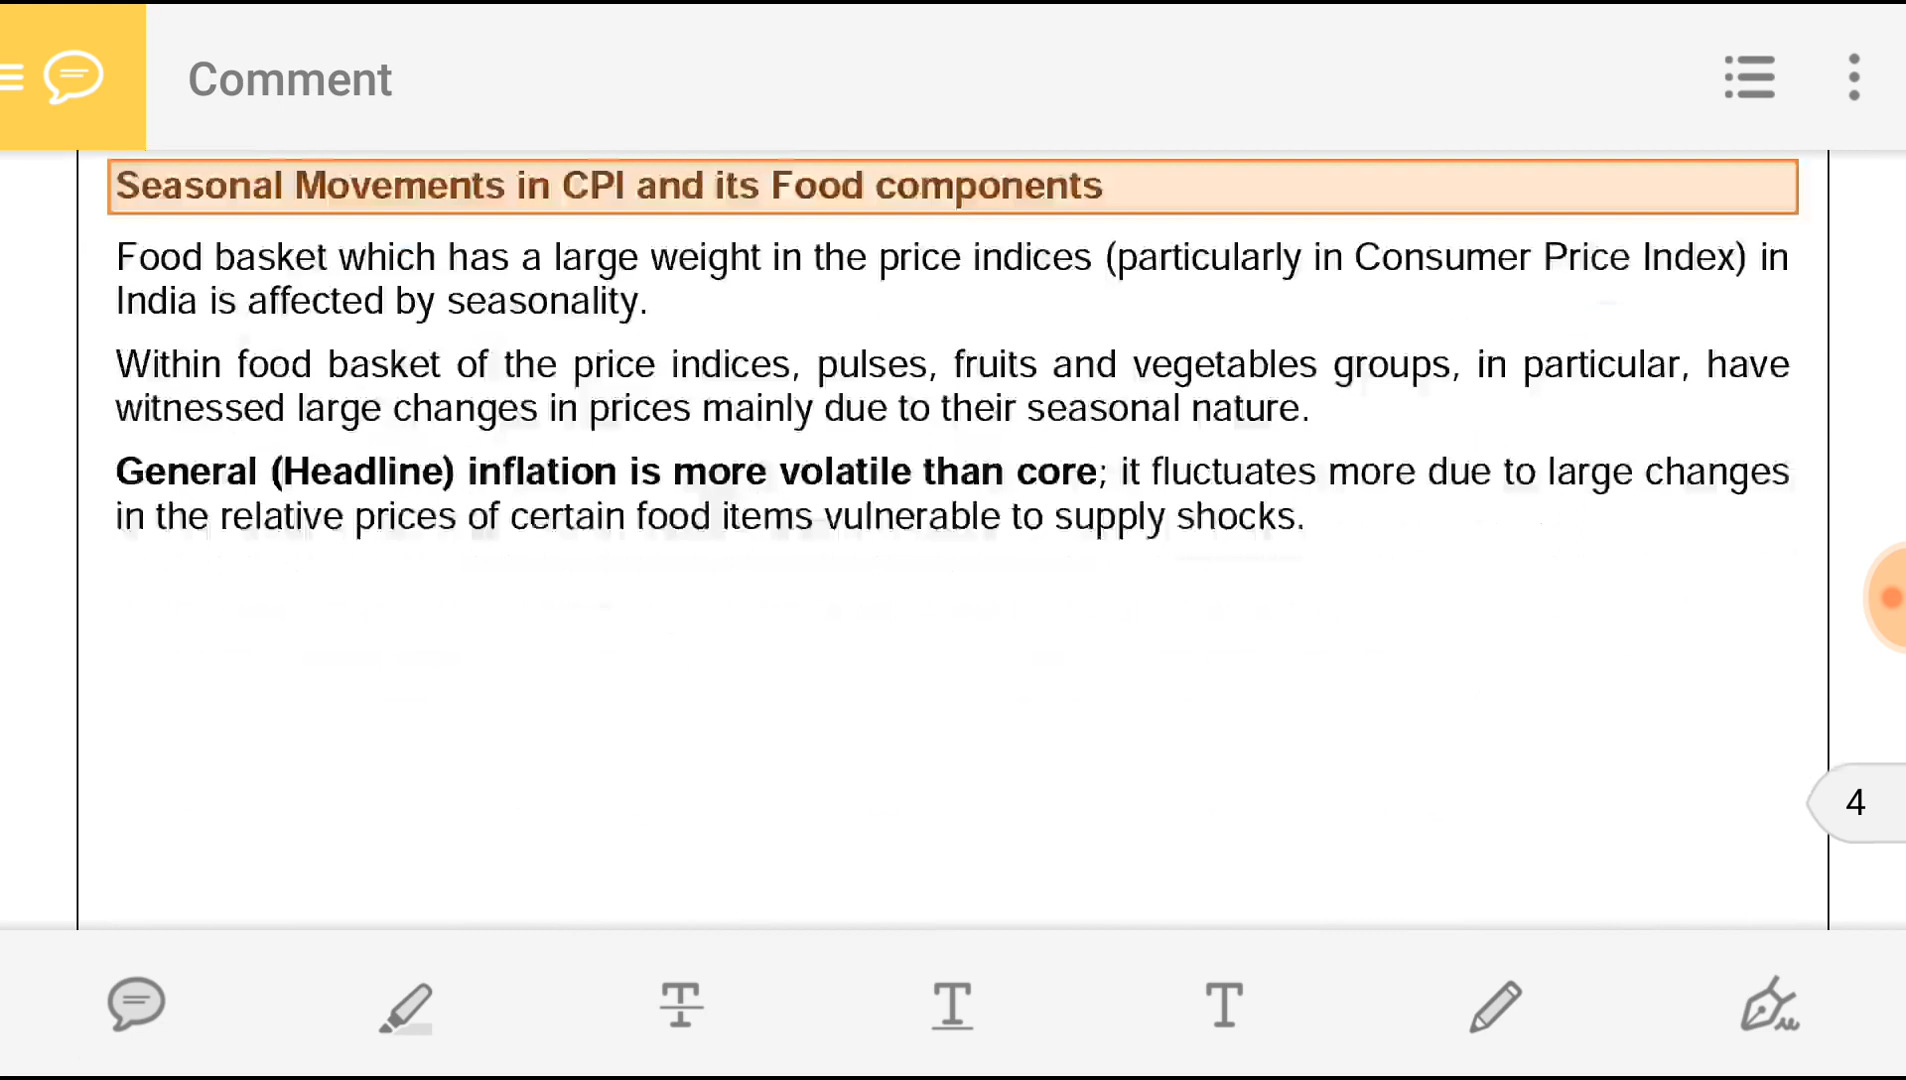 Comment
Seasonal Movements in CPI and its Food components
Food basket which has a large weight in the price indices (particularly in Consumer Price Index) in
India is affected by seasonality.
Within food basket of the price indices, pulses, fruits and vegetables groups, in particular, have
witnessed large changes in prices mainly due to their seasonal nature.
General (Headline) inflation is more volatile than core; it fluctuates more due to large changes
in the relative prices of certain food items vulnerable to supply shocks.
4